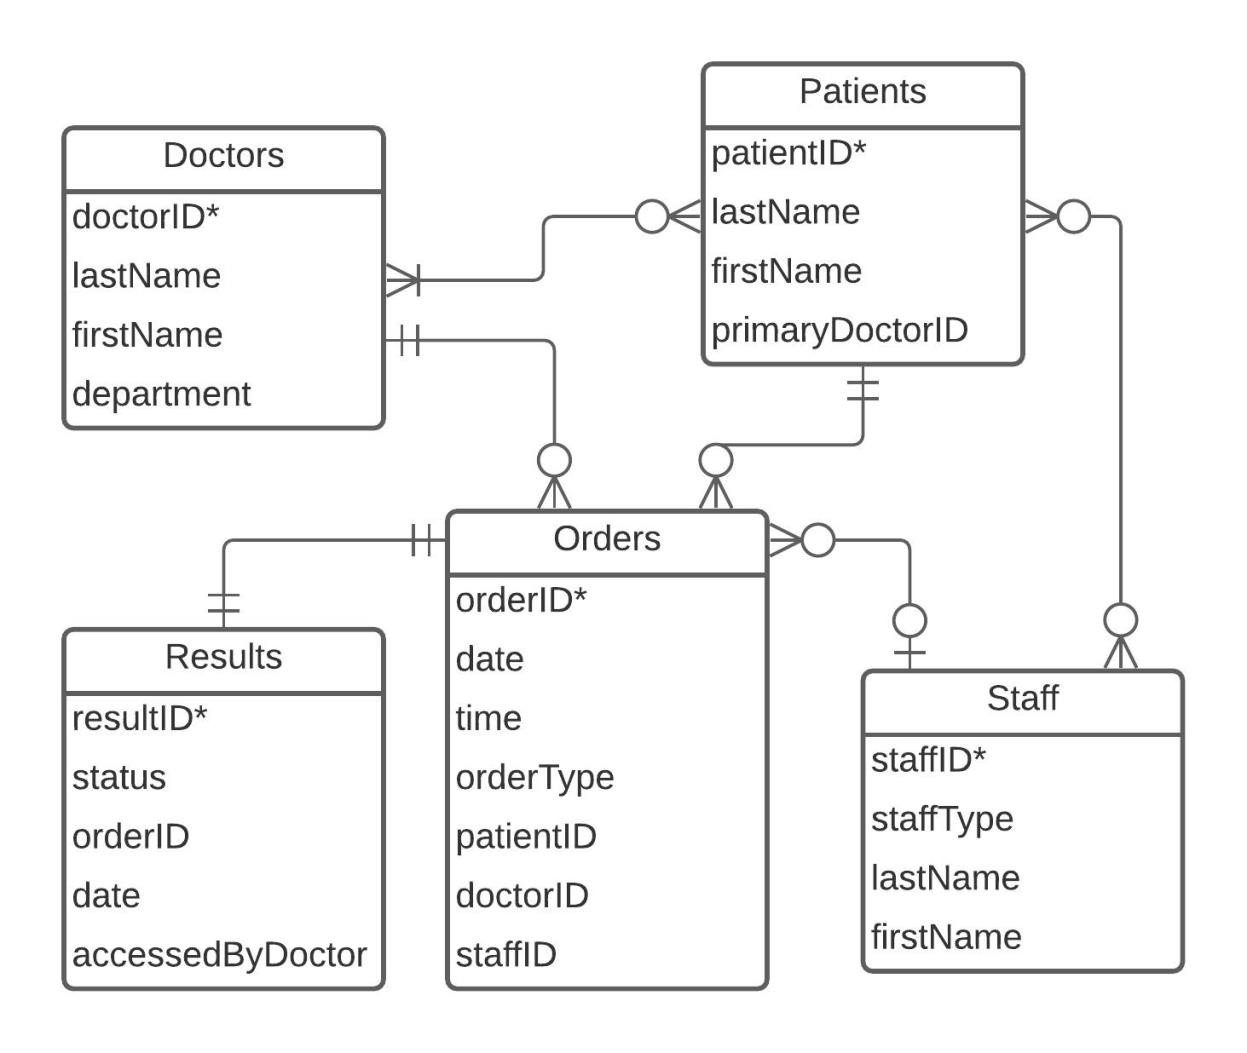 Patients
patientID*
lastName
firstName
primaryDoctorID
Doctors
doctorID*
lastName
firstName
department
Orders
orderID*
date
time
orderType
patientID
doctorID
staffID
Results
resultID*
status
orderID
date
accessedByDoctor
Staff
staffID*
staffType
lastName
firstName